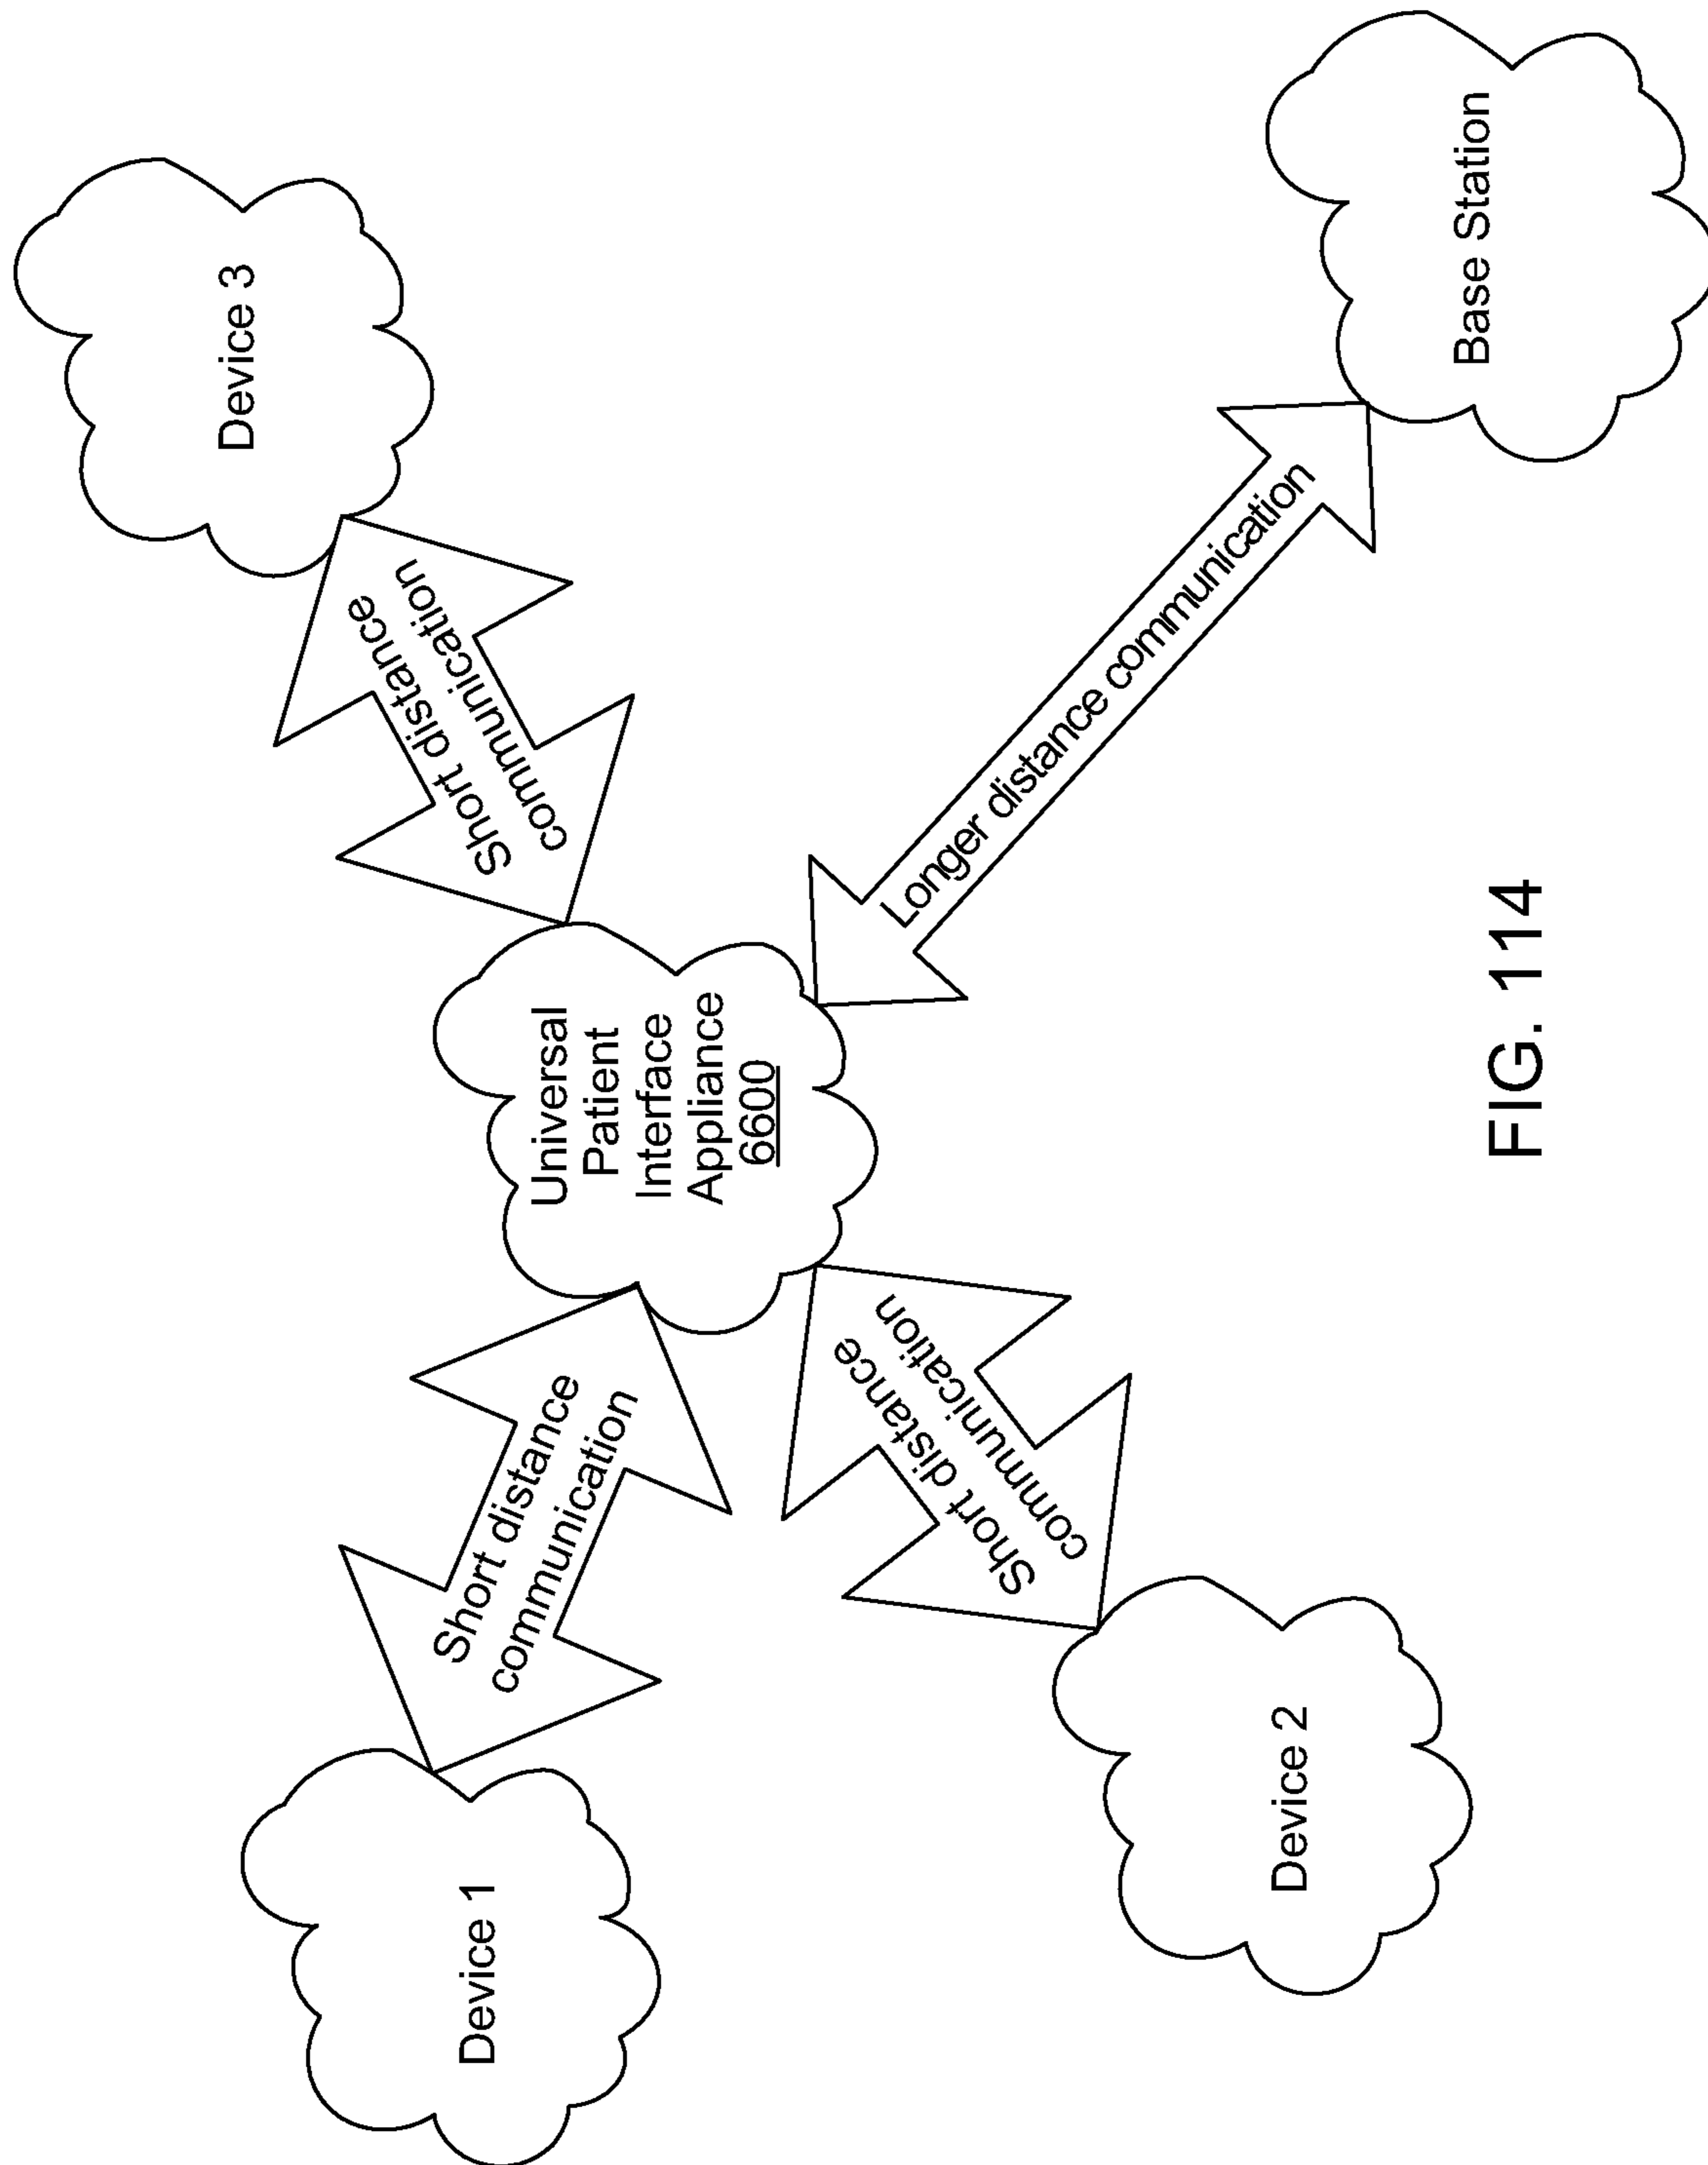 Device 1
Short distance
communication
Universal
Patient
Interface
Appliance
6600
Short distance
communication
Device 3
Device 2
Short distance
communication
Longer distance communication
Base Station
FIG. 114